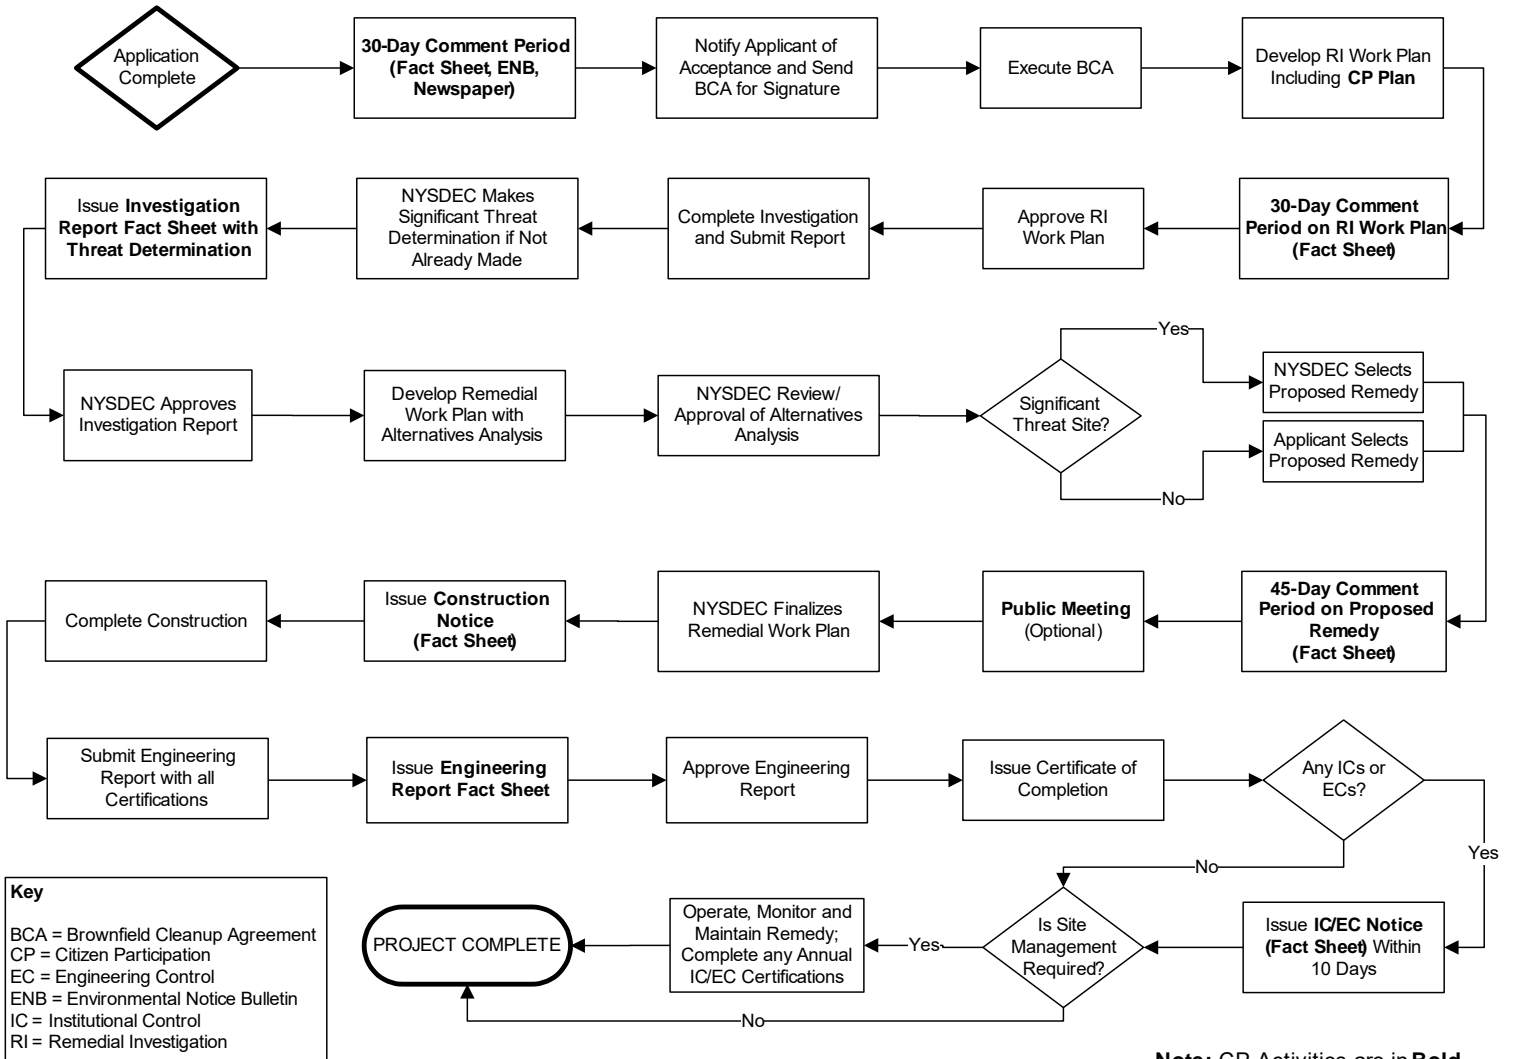 Application
Complete
30-Day Comment Period
(Fact Sheet, ENB,
Newspaper)
Notify Applicant of
Acceptance and Send
BCA for Signature
Execute BCA
Develop RI Work Plan
Including CP Plan
Issue Investigation
Report Fact Sheet with
Threat Determination
NYSDEC Makes
Significant Threat
Determination if Not
Already Made
Complete Investigation
and Submit Report
Approve RI
Work Plan
30-Day Comment
Period on RI Work Plan
(Fact Sheet)
NYSDEC Approves
Investigation Report
Develop Remedial
Work Plan with
Alternatives Analysis
NYSDEC Review/
Approval of Alternatives
Analysis
Significant
Threat Site?
Yes
No
NYSDEC Selects
Proposed Remedy
Applicant Selects
Proposed Remedy
Complete Construction
Issue Construction
Notice
(Fact Sheet)
NYSDEC Finalizes
Remedial Work Plan
Public Meeting
(Optional)
45-Day Comment
Period on Proposed
Remedy
(Fact Sheet)
Submit Engineering
Report with all
Certifications
Issue Engineering
Report Fact Sheet
Approve Engineering
Report
Issue Certificate of
Completion
Any ICs or
ECs?
Yes
No
Key
BCA = Brownfield Cleanup Agreement
CP = Citizen Participation
EC = Engineering Control
ENB = Environmental Notice Bulletin
IC = Institutional Control
RI = Remedial Investigation
PROJECT COMPLETE
Operate, Monitor and
Maintain Remedy;
Complete any Annual
IC/EC Certifications
Yes
Is Site
Management
Required?
Issue IC/EC Notice
(Fact Sheet) Within
10 Days
No
Note: CP Activities are in Bold